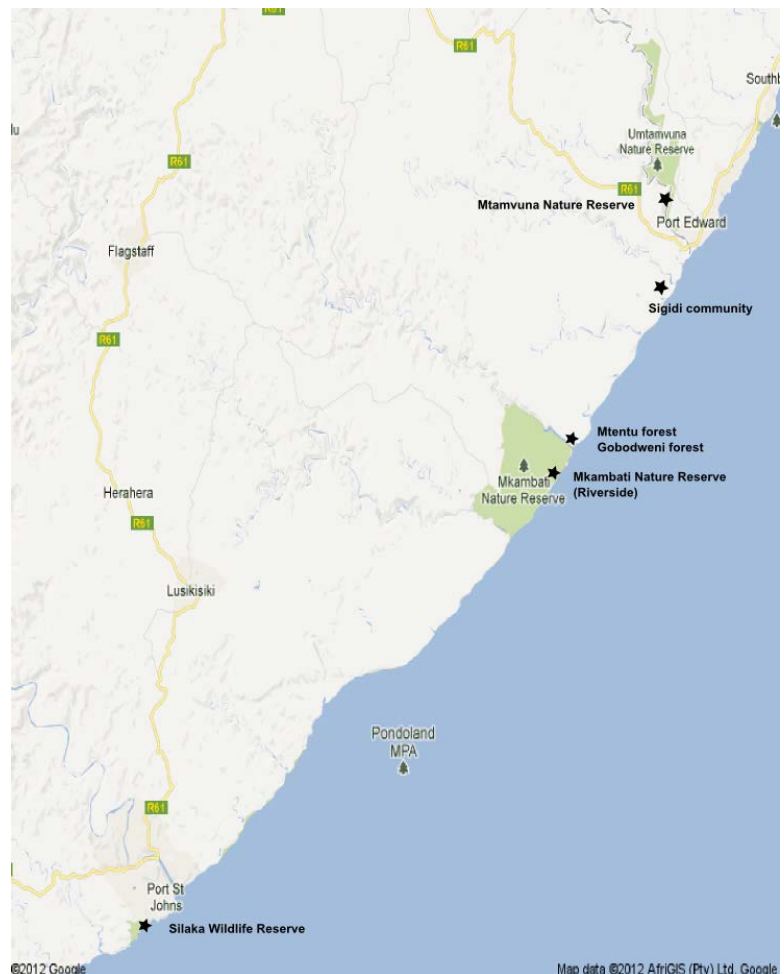 R61
R61
Southb
lu
Umtamvuna
Nature Reserve
R61
R61
Mtamvuna Nature Reserve
Port Edward
Flagstaff
Sigidi community
R61
Mtentu forest
Gobodweni forest
Mkambati Nature Reserve
(Riverside)
Mkambati
Nature Reserve
Herahera
R61
Lusikisiki
Pondoland
MPA
R61
Port St
Johns
Silaka Wildlife Reserve
©2012 Google
Map data ©2012 AfriGIS (Pty) Ltd, Google